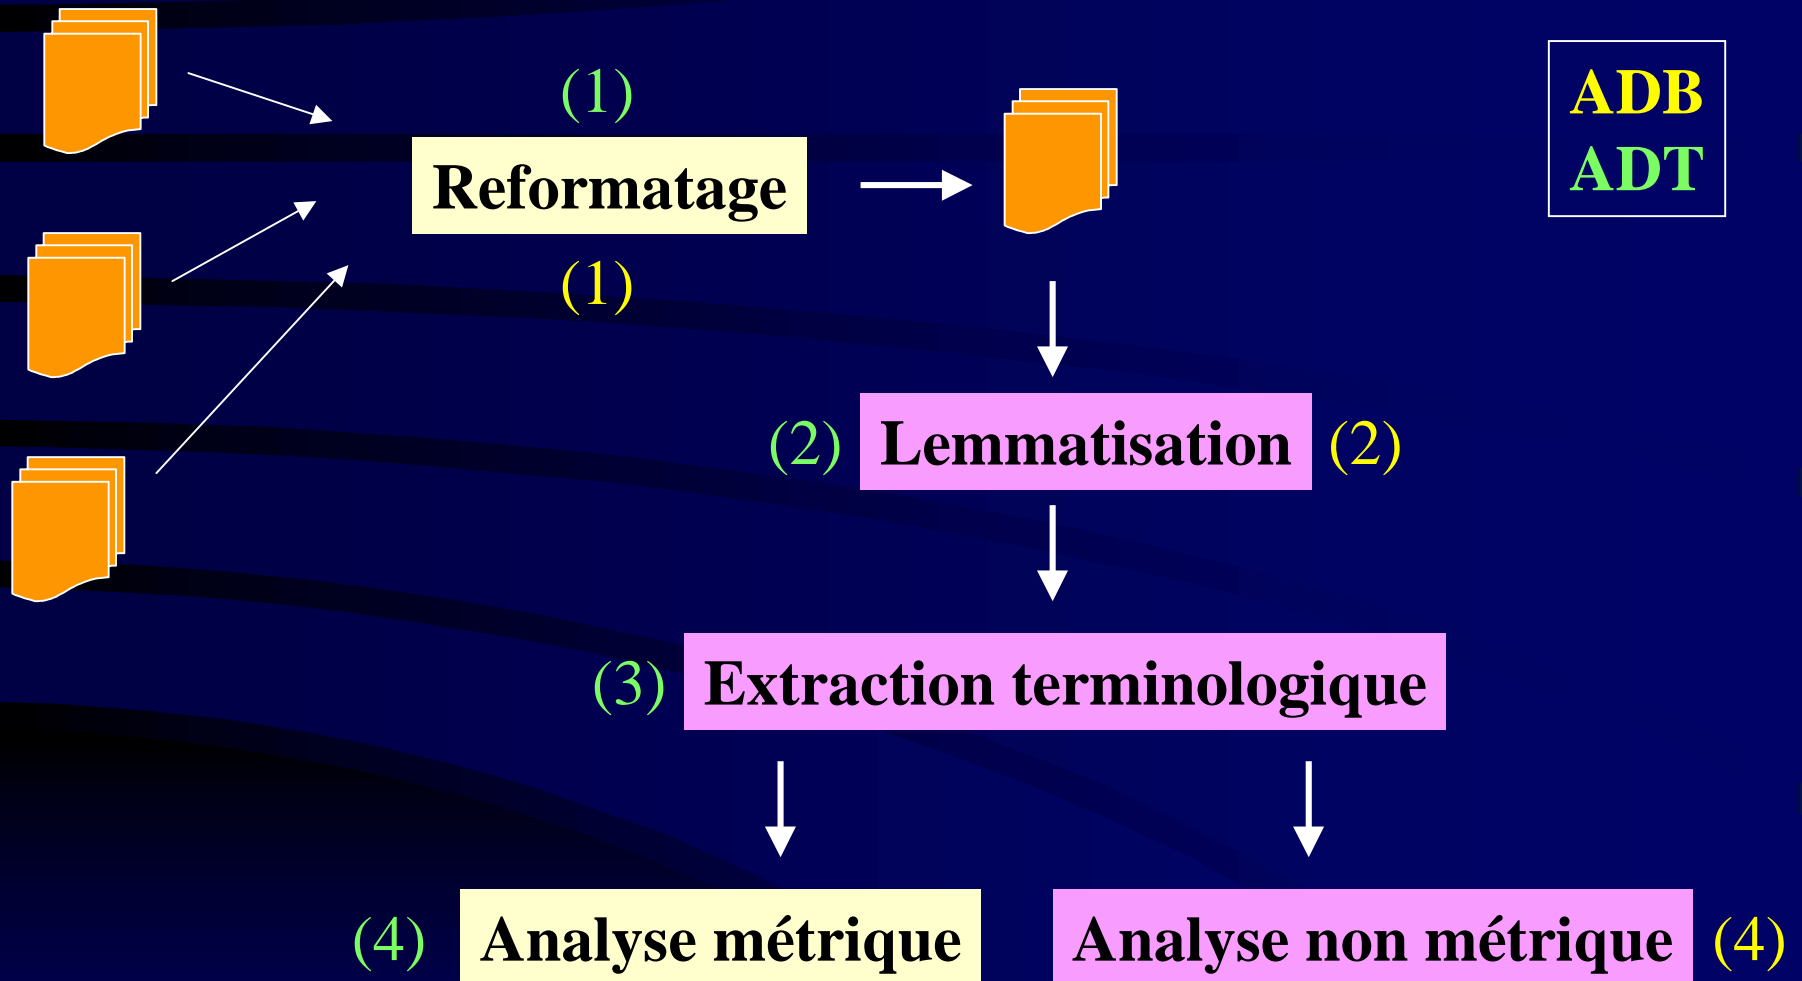 (1)
ADB
ADT
Reformatage
(1)
(2) Lemmatisation (2)
(3) Extraction terminologique
(4) Analyse métrique
Analyse non métrique (4)